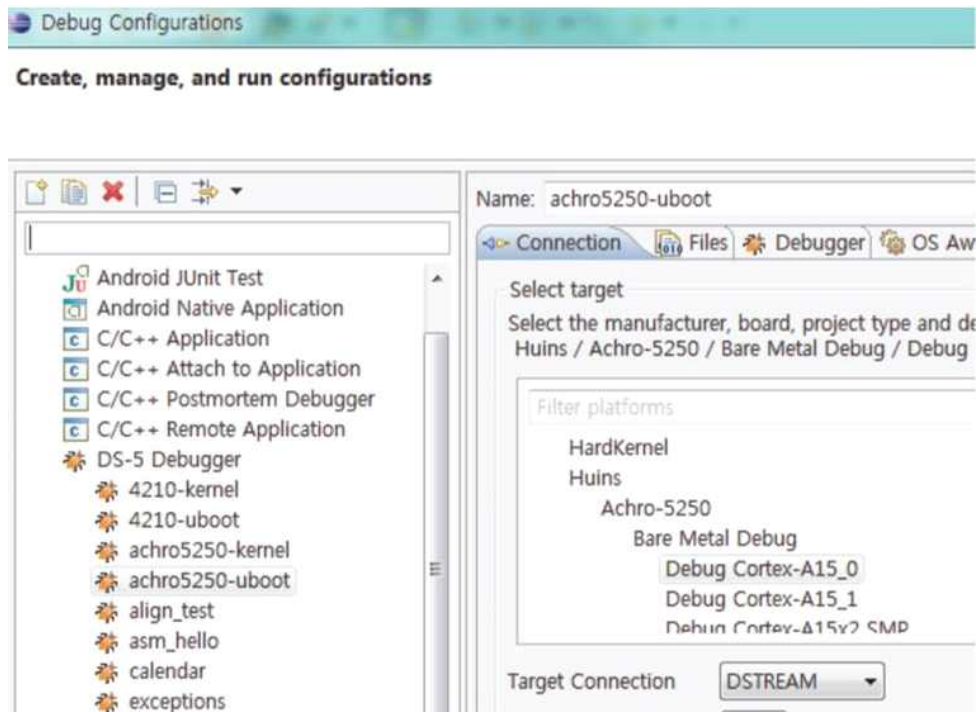 Debug Configurations
Create, manage, and run configurations
Android JUnit Test
Android Native Application
C/C++ Application
C/C++ Attach to Application
C/C++ Postmortem Debugger
C/C++ Remote Application
DS-5 Debugger
4210-kernel
4210-uboot
achro5250-kernel
achro5250-uboot
align_test
asm_hello
calendar
exceptions
Name: achro5250-uboot
Connection Files Debugger OS Aw
Select target
Select the manufacturer, board, project type and de
Huins / Achro-5250 / Bare Metal Debug / Debug
Filter platforms
HardKernel
Huins
Achro-5250
Bare Metal Debug
Debug Cortex-A15_0
Debug Cortex-A15_1
Debug Cortex-A15x2 SMP
Target Connection DSTREAM